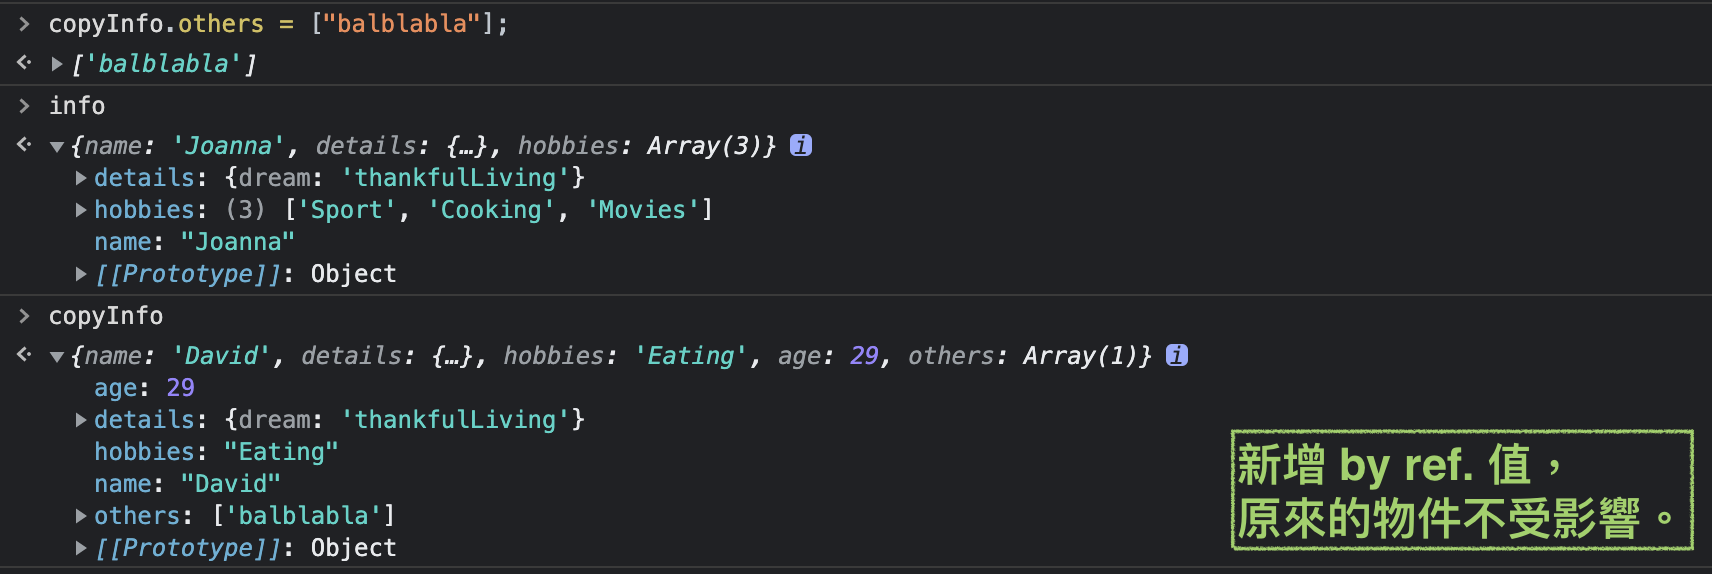 > copyInfo.others = ["balblabla"];
<· ▶ ['balblabla']
> info
<· ▼ {name: 'Joanna', details: {…}, hobbies: Array(3)} i
▶ details: {dream: 'thankfulLiving'}
▶ hobbies: (3) ['Sport', 'Cooking', 'Movies']
name: "Joanna"
▶ [[Prototype]]: Object
> copyInfo
<· ▼ {name: 'David', details: {…}, hobbies: 'Eating', age: 29, others: Array(1)} i
age: 29
▶ details: {dream: 'thankfulLiving'}
hobbies: "Eating"
name: "David"
▶ others: ['balblabla']
▶ [[Prototype]]: Object
新增 by ref. 值，
原來的物件不受影響。